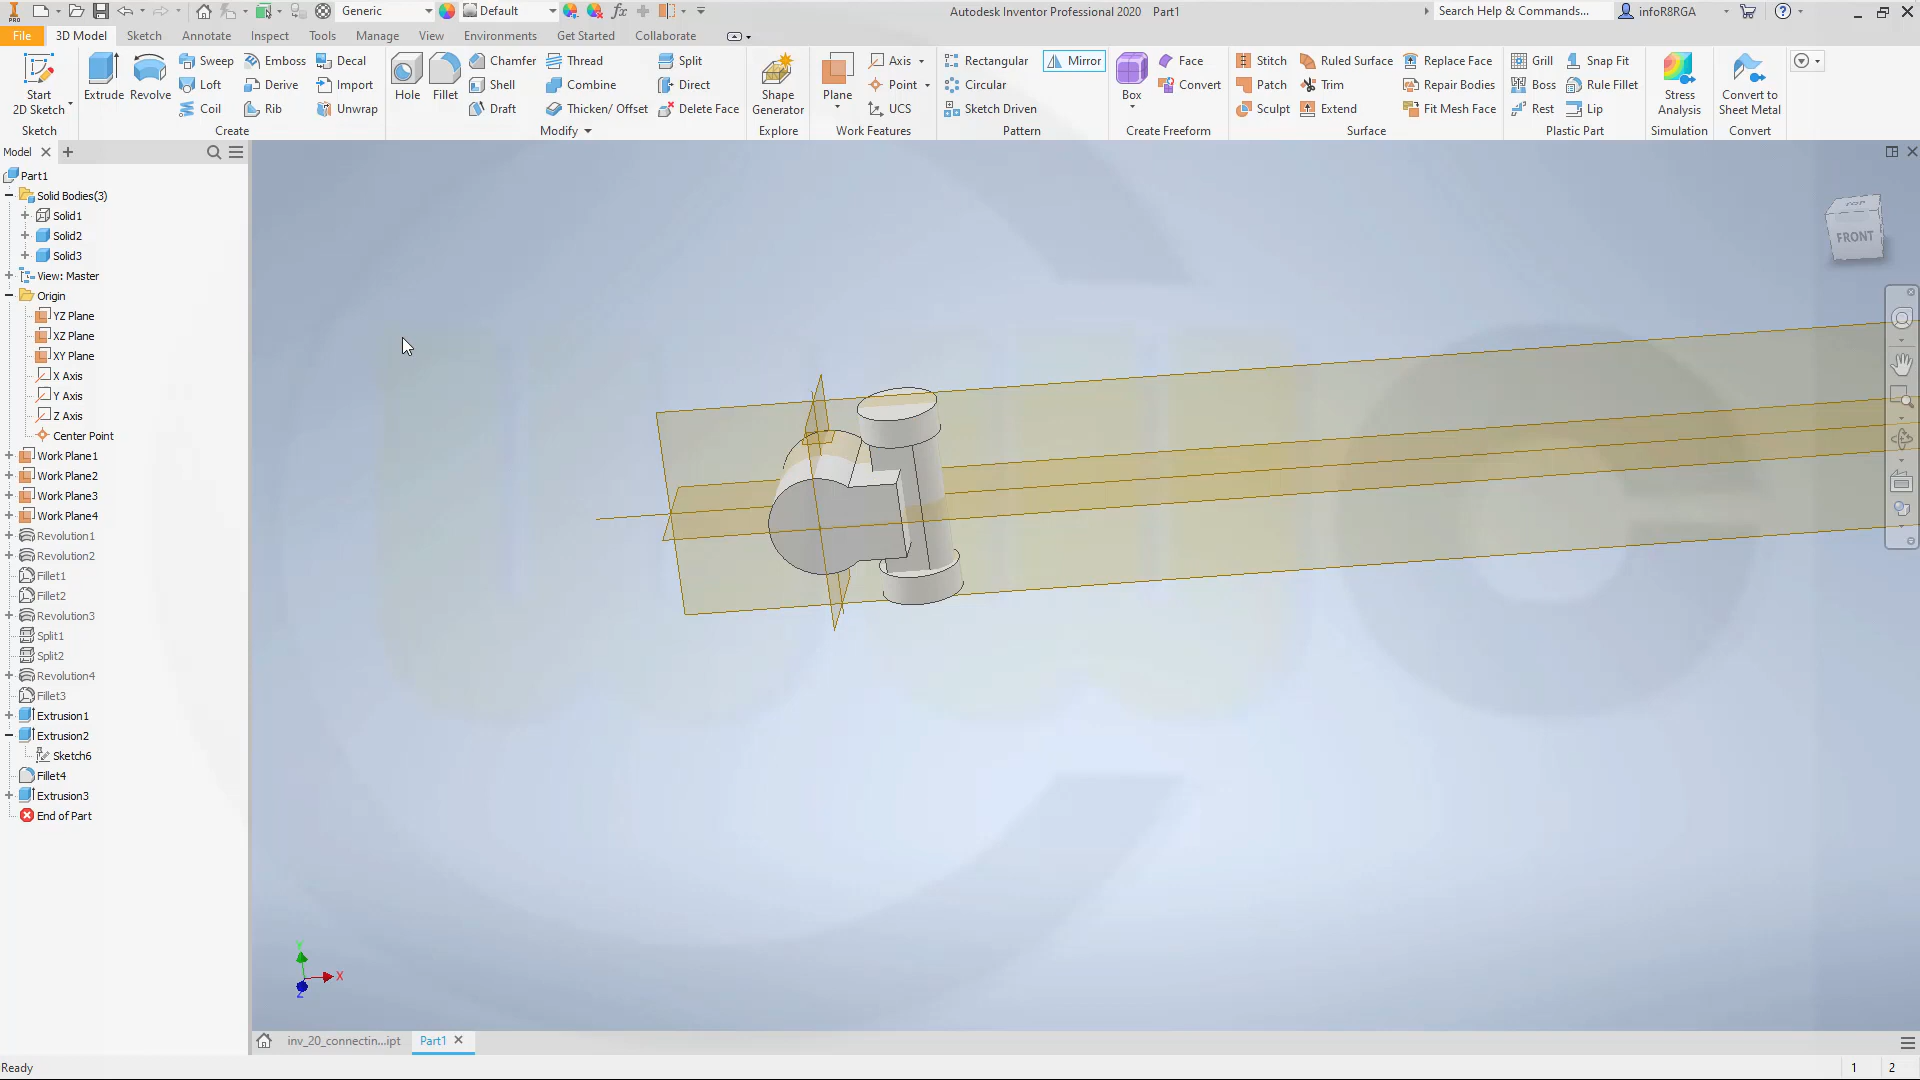 PRO
Generic
Default
fx
Autodesk Inventor Professional 2020 Part1
Search Help & Commands...
infoR8RGA
File
3D Model
Sketch
Annotate
Inspect
Tools
Manage
View
Environments
Get Started
Collaborate
Start
2D Sketch
Extrude
Revolve
Sweep
Loft
Coil
Emboss
Derive
Rib
Decal
Import
Unwrap
Hole
Fillet
Chamfer
Shell
Draft
Thread
Combine
Thicken/ Offset
Split
Direct
Delete Face
Shape
Generator
Plane
Axis
Point
UCS
Rectangular
Circular
Sketch Driven
Mirror
Box
Face
Convert
Stitch
Patch
Sculpt
Ruled Surface
Trim
Extend
Replace Face
Repair Bodies
Fit Mesh Face
Grill
Boss
Rest
Snap Fit
Rule Fillet
Lip
Stress
Analysis
Convert to
Sheet Metal
Sketch
Create
Modify
Explore
Work Features
Pattern
Create Freeform
Surface
Plastic Part
Simulation
Convert
Model
Part1
Solid Bodies(3)
Solid1
Solid2
Solid3
View: Master
Origin
YZ Plane
XZ Plane
XY Plane
X Axis
Y Axis
Z Axis
Center Point
Work Plane1
Work Plane2
Work Plane3
Work Plane4
Revolution1
Revolution2
Fillet1
Fillet2
Revolution3
Split1
Split2
Revolution4
Fillet3
Extrusion1
Extrusion2
Sketch6
Fillet4
Extrusion3
End of Part
TOP
FRONT
Y
X
Z
inv_20_connectin...ipt
Part1
Ready
1
2